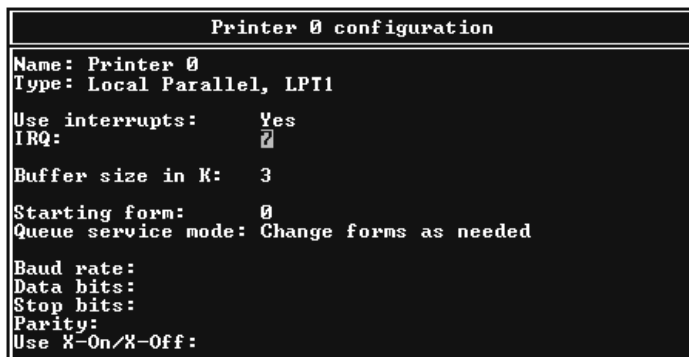 Printer 0 configuration
Name: Printer 0
Type: Local Parallel, LPT1
Use interrupts: Yes
IRQ: 7
Buffer size in K: 3
Starting form: 0
Queue service mode: Change forms as needed
Baud rate:
Data bits:
Stop bits:
Parity:
Use X-On/X-Off: